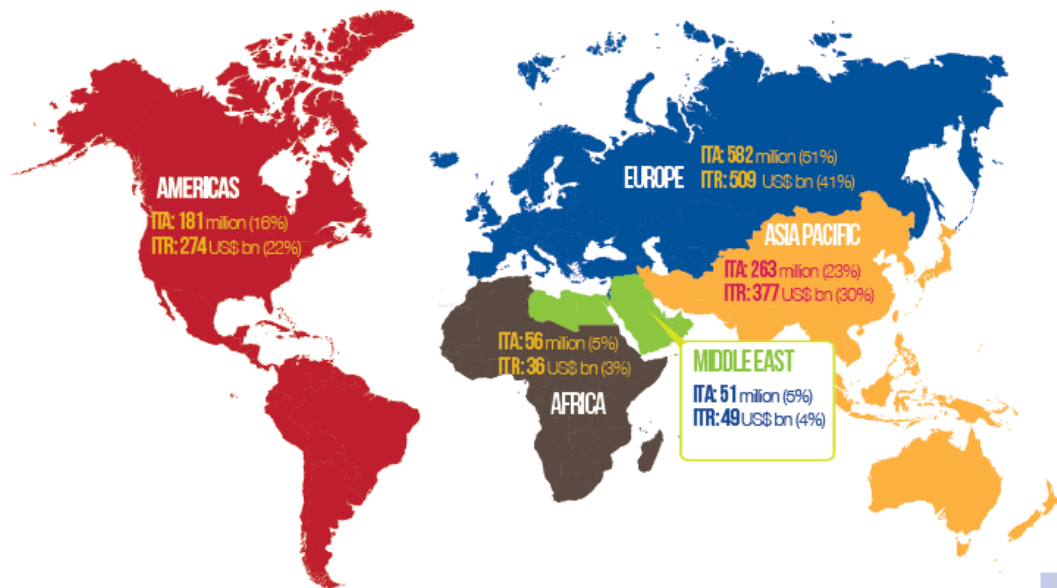 AMERICAS
ITA: 181 million (16%)
ITR: 274 US$ bn (22%)
EUROPE
ITA: 582 million (51%)
ITR: 509 US$ bn (41%)
ASIA PACIFIC
ITA: 263 million (23%)
ITR: 377 US$ bn (30%)
ITA: 56 million (5%)
ITR: 36 US$ bn (3%)
AFRICA
MIDDLE EAST
ITA: 51 million (5%)
ITR: 49 US$ bn (4%)